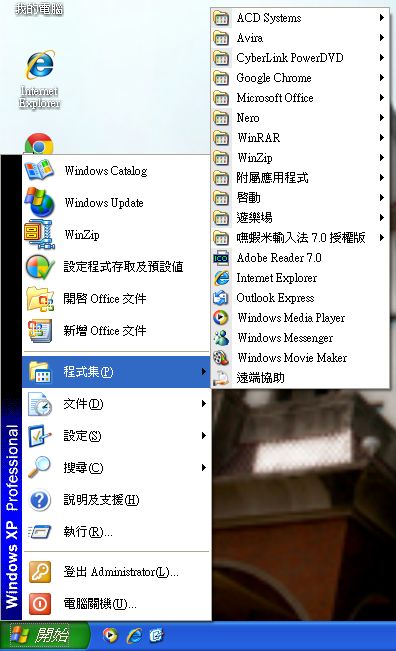 我的電腦
Internet
Explorer
Windows Catalog
Windows Update
WinZip
設定程式存取及預設值
開啓 Office 文件
新增 Office 文件
程式集(P)
文件(D)
設定(S)
搜尋(C)
說明及支援(H)
執行(R)...
登出 Administrator(L)...
電腦關機(U)...
Windows XP Professional
開始
ACD Systems
Avira
CyberLink PowerDVD
Google Chrome
Microsoft Office
Nero
WinRAR
WinZip
附屬應用程式
啓動
遊樂場
嘸蝦米輸入法 7.0 授權版
Adobe Reader 7.0
Internet Explorer
Outlook Express
Windows Media Player
Windows Messenger
Windows Movie Maker
遠端協助